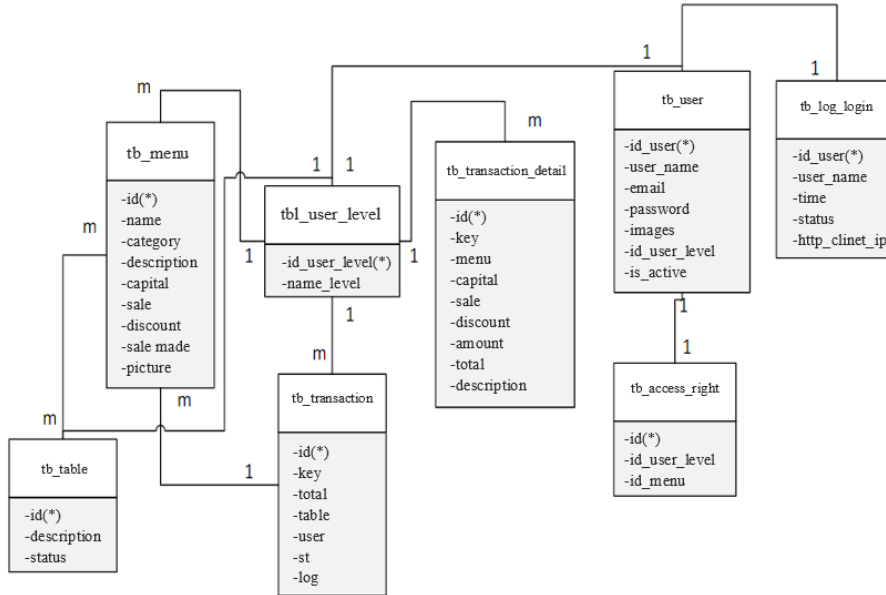 1
1
m
tb_user
tb_log_login
-id_user(*)
-user_name
-email
-password
-images
-id_user_level
-is_active
-id_user(*)
-user_name
-time
-status
-http_clinet_ip
tb_menu
-id(*)
-name
-category
-description
-capital
-sale
-discount
-sale made
-picture
m
tb_transaction_detail
-id(*)
-key
-menu
-capital
-sale
-discount
-amount
-total
-description
1
1
tbl_user_level
-id_user_level(*)
-name_level
m
1
1
1
m
1
1
tb_access_right
-id(*)
-id_user_level
-id_menu
m
m
1
tb_transaction
-id(*)
-key
-total
-table
-user
-st
-log
tb_table
-id(*)
-description
-status